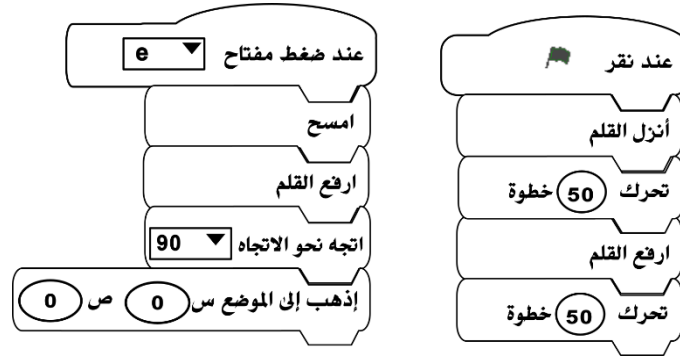 عند نقر
أنزل القلم
تحرك 50 خطوة
ارفع القلم
تحرك 50 خطوة
عند ضغط مفتاح e
امسح
ارفع القلم
اتجه نحو الاتجاه 90
إذهب إلى الموضع س 0 ص 0